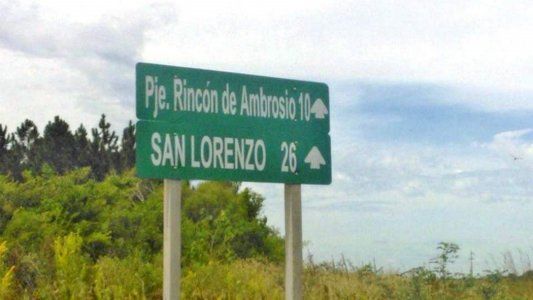 Pje. Rincón de Ambrosio 10
SAN LORENZO 26